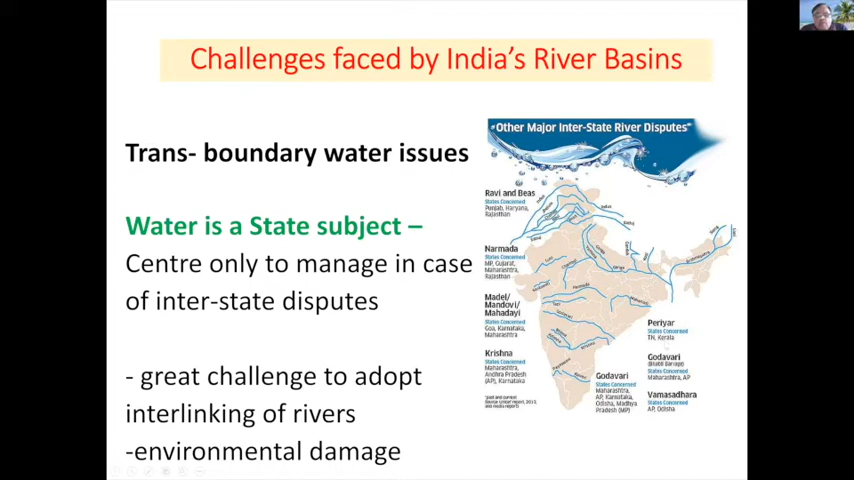 Challenges faced by India's River Basins
Trans- boundary water issues
Water is a State subject –
Centre only to manage in case
of inter-state disputes
- great challenge to adopt
interlinking of rivers
-environmental damage
"Other Major Inter-State River Disputes"
Ravi and Beas
States Concerned
Punjab, Haryana,
Rajasthan
Narmada
States Concerned
MP, Gujarat,
Maharashtra,
Rajasthan
Madei/
Mandovi/
Mahadayi
States Concerned
Goa, Karnataka,
Maharashtra
Krishna
States Concerned
Maharashtra,
Andhra Pradesh
(AP), Karnataka
Godavari
States Concerned
Maharashtra,
AP, Karnataka,
Odisha, Madhya
Pradesh (MP)
Periyar
States Concerned
TN, Kerala
Godavari
(Babli Barrage)
States Concerned
Maharashtra, AP
Vamasadhara
States Concerned
AP, Odisha